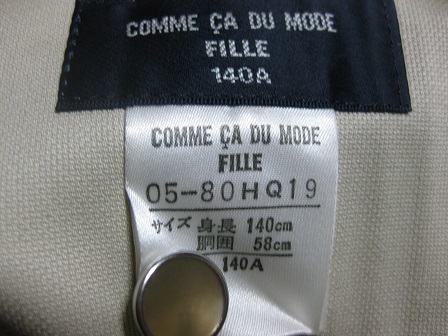 COMME ÇA DU MODE
FILLE
140A
COMME ÇA DU MODE
FILLE
05-80HQ19
サイズ 身長 140cm
胴囲 58cm
140A